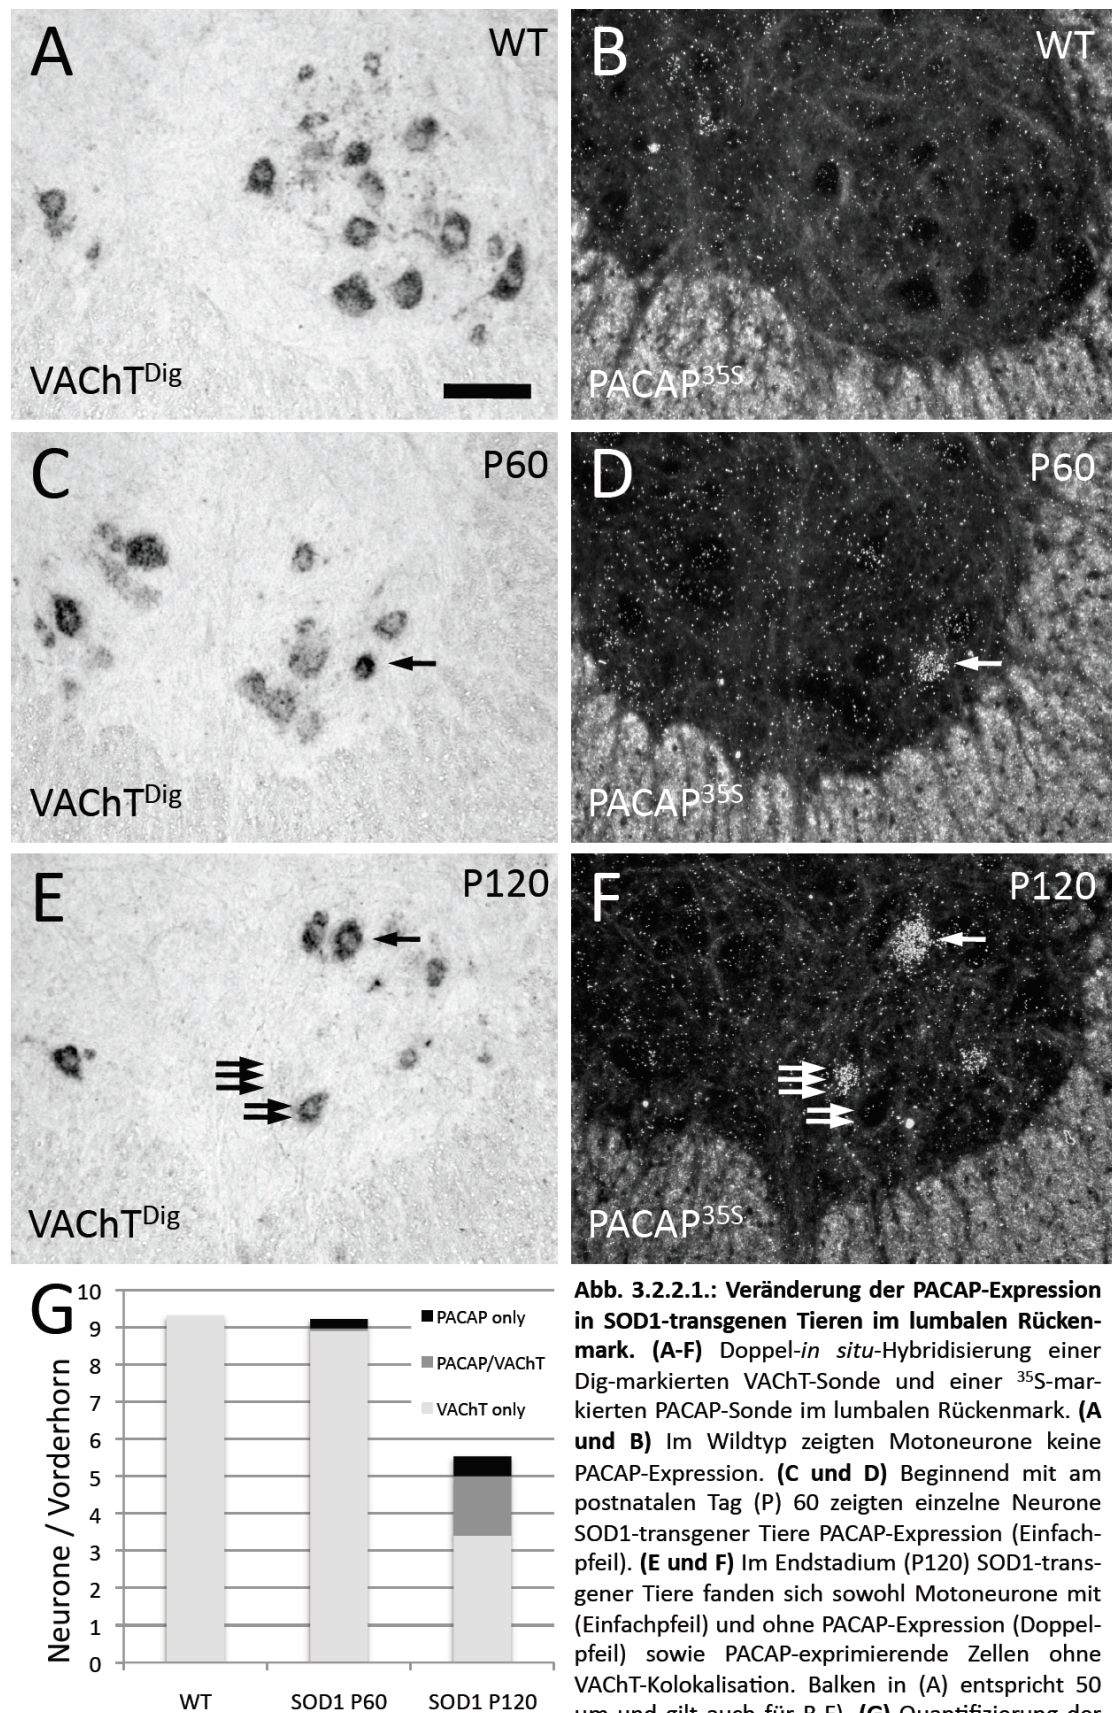 A WT
B WT
VAChT^Dig
PACAP^35S
C P60
D P60
VAChT^Dig
PACAP^35S
E P120
F P120
VAChT^Dig
PACAP^35S
G
10
9
8
7
6
5
4
3
2
1
0
Neurone / Vorderhorn
PACAP only
PACAP/VAChT
VAChT only
WT SOD1 P60 SOD1 P120
Abb. 3.2.2.1.: Veränderung der PACAP-Expression
in SOD1-transgenen Tieren im lumbalen Rücken-
mark. (A-F) Doppel-in situ-Hybridisierung einer
Dig-markierten VAChT-Sonde und einer ³⁵S-mar-
kierten PACAP-Sonde im lumbalen Rückenmark. (A
und B) Im Wildtyp zeigten Motoneurone keine
PACAP-Expression. (C und D) Beginnend mit am
postnatalen Tag (P) 60 zeigten einzelne Neurone
SOD1-transgener Tiere PACAP-Expression (Einfach-
pfeil). (E und F) Im Endstadium (P120) SOD1-trans-
gener Tiere fanden sich sowohl Motoneurone mit
(Einfachpfeil) und ohne PACAP-Expression (Doppel-
pfeil) sowie PACAP-exprimierende Zellen ohne
VAChT-Kolokalisation. Balken in (A) entspricht 50
µm und gilt auch für B-F). (G) Quantifizierung der